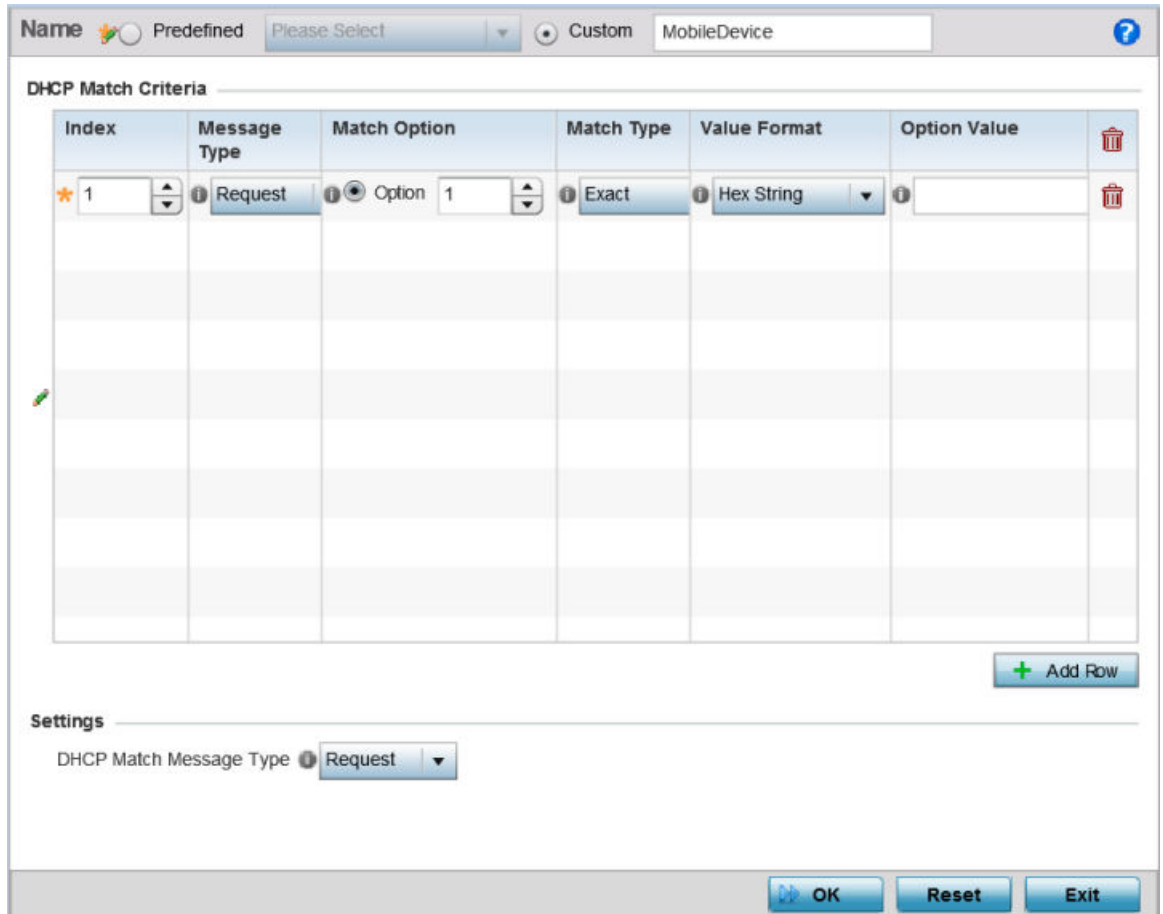 Name Predefined Please Select Custom MobileDevice
DHCP Match Criteria
Index Message Type Match Option Match Type Value Format Option Value
1 Request Option 1 Exact Hex String
Add Row
Settings
DHCP Match Message Type Request
OK Reset Exit